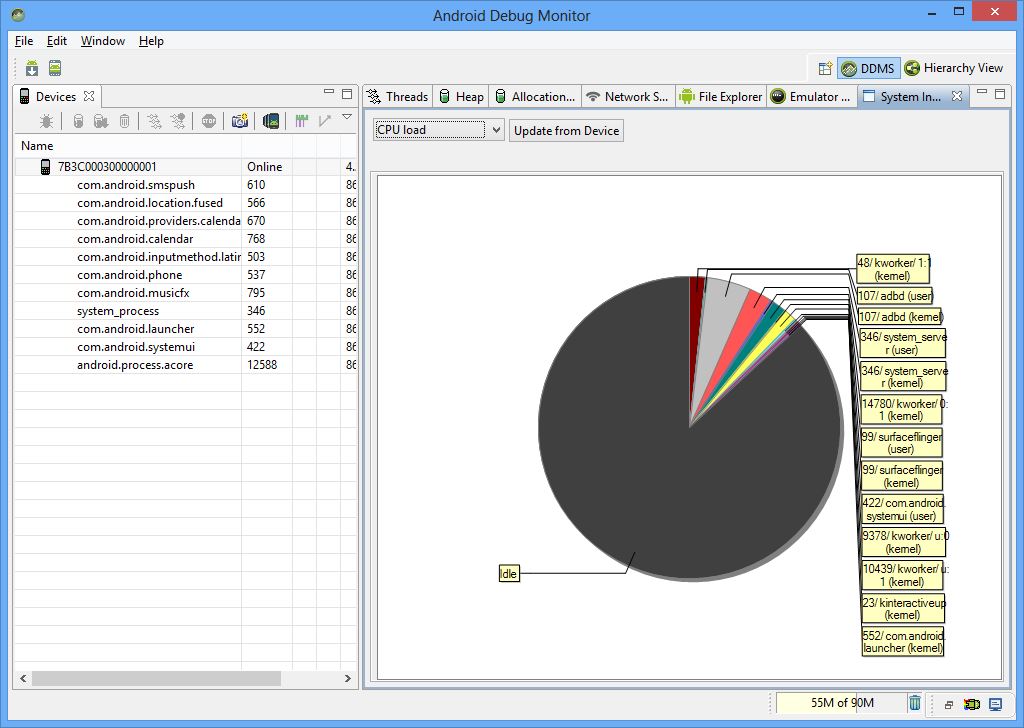 Android Debug Monitor
File Edit Window Help
DDMS Hierarchy View
Devices
Threads Heap Allocation... Network S... File Explorer Emulator ... System In...
CPU load Update from Device
Name
7B3C000300000001 Online 4..
com.android.smspush 610 86
com.android.location.fused 566 86
com.android.providers.calenda 670 86
com.android.calendar 768 86
com.android.inputmethod.latin 503 86
com.android.phone 537 86
com.android.musicfx 795 86
system_process 346 86
com.android.launcher 552 86
com.android.systemui 422 86
android.process.acore 12588 86
48/ kworker/ 1:1
(kernel)
107/ adbd (user)
107/ adbd (kernel)
346/ system_serve
r (user)
346/ system_serve
r (kernel)
14780/ kworker/ 0:
1 (kernel)
99/ surfaceflinger
(user)
99/ surfaceflinger
(kernel)
422/ com.android.
systemui (user)
9378/ kworker/ u:0
(kernel)
10439/ kworker/ u:
1 (kernel)
23/ kinteractiveup
(kernel)
552/ com.android.
launcher (kernel)
Idle
55M of 90M